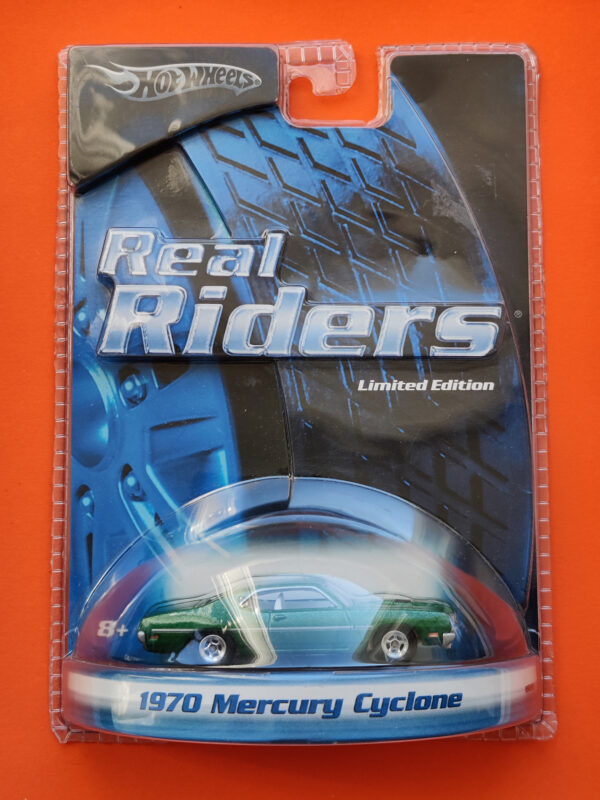 Hot Wheels
Real
Riders®
Limited Edition
8+
1970 Mercury Cyclone